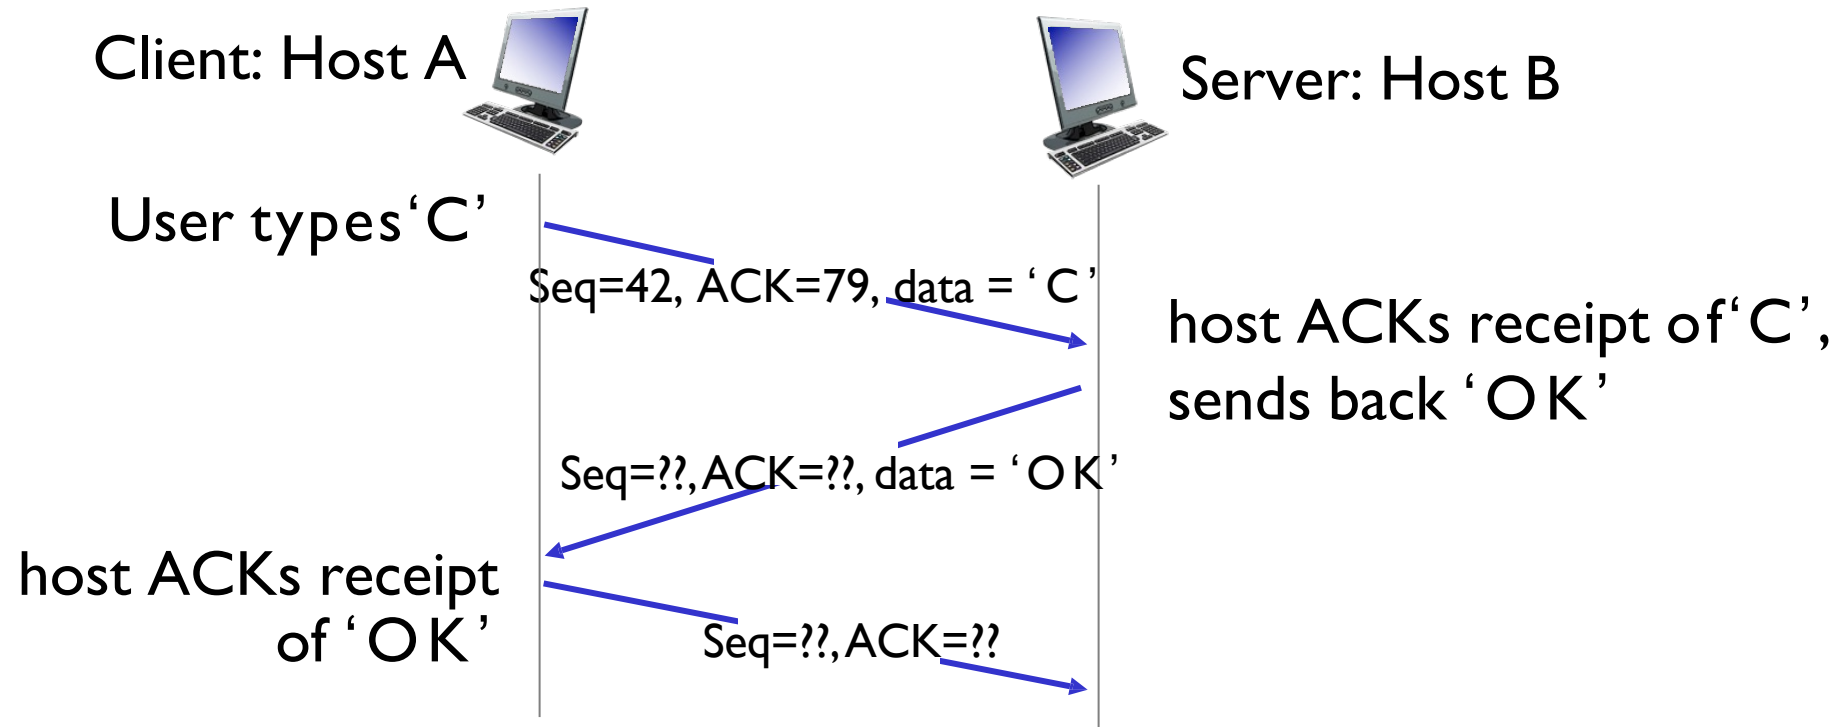 Client: Host A
Server: Host B
User types ‘C’
Seq=42, ACK=79, data = ‘C’
host ACKs receipt of ‘C’,
sends back ‘OK’
Seq=??, ACK=??, data = ‘OK’
host ACKs receipt
of ‘OK’
Seq=??, ACK=??